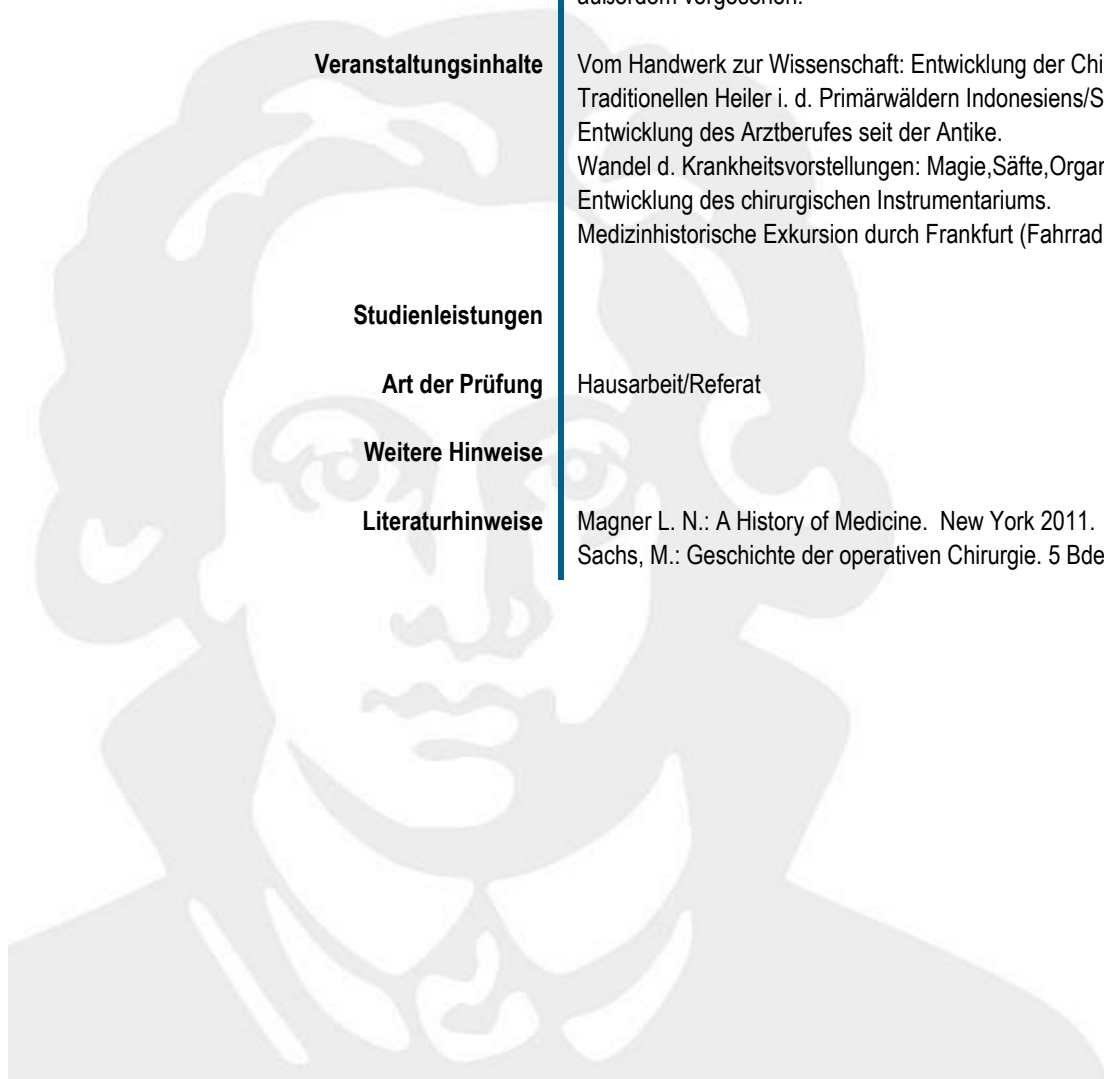 außerdem vorgesehen.
Veranstaltungsinhalte Vom Handwerk zur Wissenschaft: Entwicklung der Chi
Traditionellen Heiler i. d. Primärwäldern Indonesiens/S
Entwicklung des Arztberufes seit der Antike.
Wandel d. Krankheitsvorstellungen: Magie,Säfte,Organ
Entwicklung des chirurgischen Instrumentariums.
Medizinhistorische Exkursion durch Frankfurt (Fahrrad
Studienleistungen
Art der Prüfung Hausarbeit/Referat
Weitere Hinweise
Literaturhinweise Magner L. N.: A History of Medicine. New York 2011.
Sachs, M.: Geschichte der operativen Chirurgie. 5 Bde